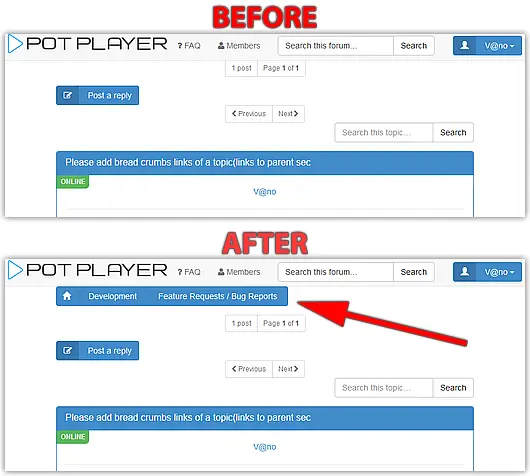 BEFORE
POT PLAYER ? FAQ Members Search this forum... Search V@no
1 post Page 1 of 1
Post a reply
Previous Next
Search this topic... Search
Please add bread crumbs links of a topic(links to parent sec
ONLINE
V@no
AFTER
POT PLAYER ? FAQ Members Search this forum... Search V@no
Development Feature Requests / Bug Reports
1 post Page 1 of 1
Post a reply
Previous Next
Search this topic... Search
Please add bread crumbs links of a topic(links to parent sec
ONLINE
V@no